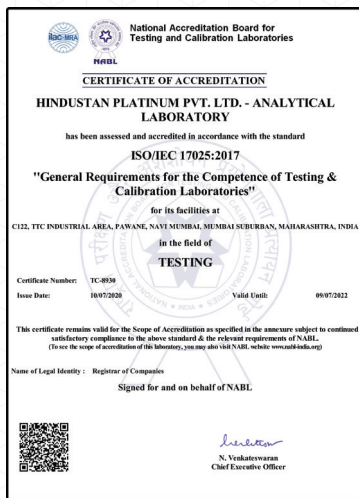 National Accreditation Board for
Testing and Calibration Laboratories
ilac-MRA
NABL
CERTIFICATE OF ACCREDITATION
HINDUSTAN PLATINUM PVT. LTD. - ANALYTICAL
LABORATORY
has been assessed and accredited in accordance with the standard
ISO/IEC 17025:2017
"General Requirements for the Competence of Testing &
Calibration Laboratories"
for its facilities at
C122, TTC INDUSTRIAL AREA, PAWANE, NAVI MUMBAI, MUMBAI SUBURBAN, MAHARASHTRA, INDIA
in the field of
TESTING
Certificate Number: TC-8930
Issue Date: 10/07/2020 Valid Until: 09/07/2022
This certificate remains valid for the Scope of Accreditation as specified in the annexure subject to continued
satisfactory compliance to the above standard & the relevant requirements of NABL.
(To see the scope of accreditation of this laboratory, you may also visit NABL website www.nabl-india.org)
Name of Legal Identity : Registrar of Companies
Signed for and on behalf of NABL
N. Venkateswaran
Chief Executive Officer